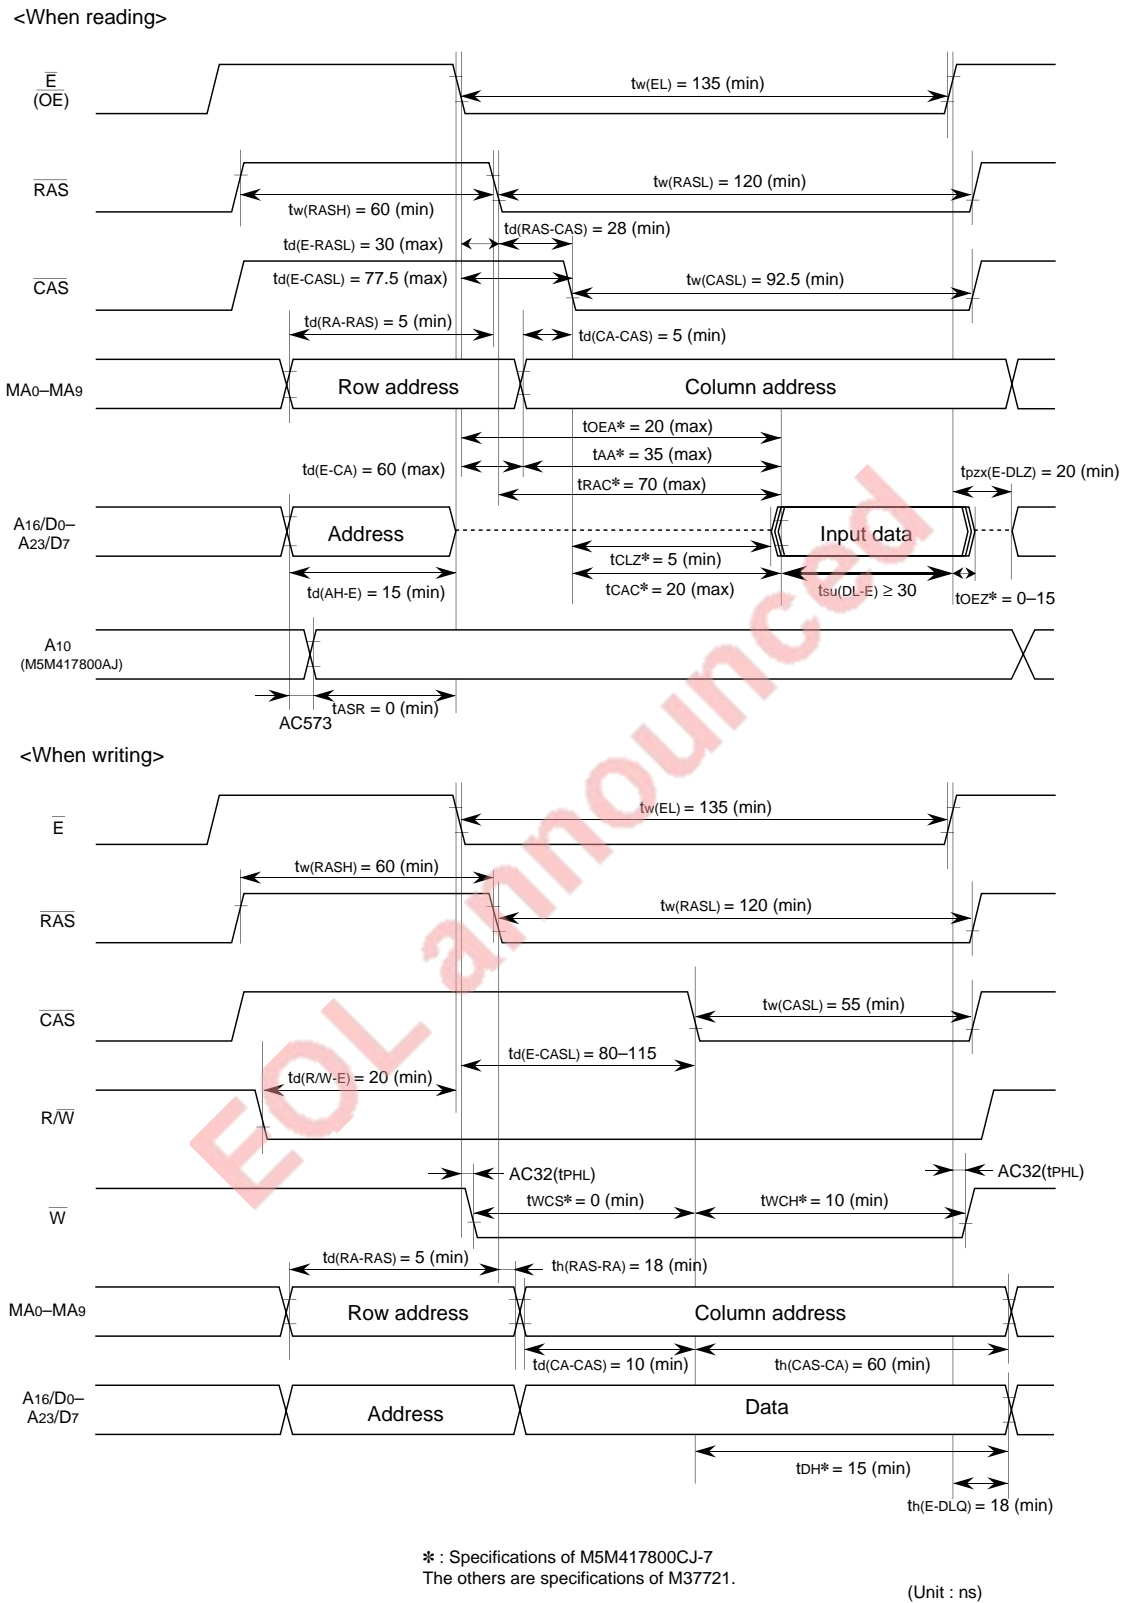 <When reading>
E
(OE)
tw(EL) = 135 (min)
RAS
tw(RASL) = 120 (min)
tw(RASH) = 60 (min)
td(RAS-CAS) = 28 (min)
td(E-RASL) = 30 (max)
CAS
td(E-CASL) = 77.5 (max)
tw(CASL) = 92.5 (min)
td(RA-RAS) = 5 (min)
td(CA-CAS) = 5 (min)
MA0–MA9
Row address
Column address
tOEA* = 20 (max)
tAA* = 35 (max)
td(E-CA) = 60 (max)
tpzx(E-DLZ) = 20 (min)
tRAC* = 70 (max)
A16/D0–
A23/D7
Address
Input data
tCLZ* = 5 (min)
td(AH-E) = 15 (min)
tCAC* = 20 (max)
tsu(DL-E) ≥ 30
tOEZ* = 0–15
A10
(M5M417800AJ)
tASR = 0 (min)
AC573
<When writing>
E
tw(EL) = 135 (min)
tw(RASH) = 60 (min)
RAS
tw(RASL) = 120 (min)
CAS
tw(CASL) = 55 (min)
td(E-CASL) = 80–115
td(R/W-E) = 20 (min)
R/W
AC32(tPHL)
AC32(tPHL)
W
tWCS* = 0 (min)
tWCH* = 10 (min)
td(RA-RAS) = 5 (min)
th(RAS-RA) = 18 (min)
MA0–MA9
Row address
Column address
td(CA-CAS) = 10 (min)
th(CAS-CA) = 60 (min)
A16/D0–
A23/D7
Address
Data
tDH* = 15 (min)
th(E-DLQ) = 18 (min)
* : Specifications of M5M417800CJ-7
The others are specifications of M37721.
(Unit : ns)
EOL announced